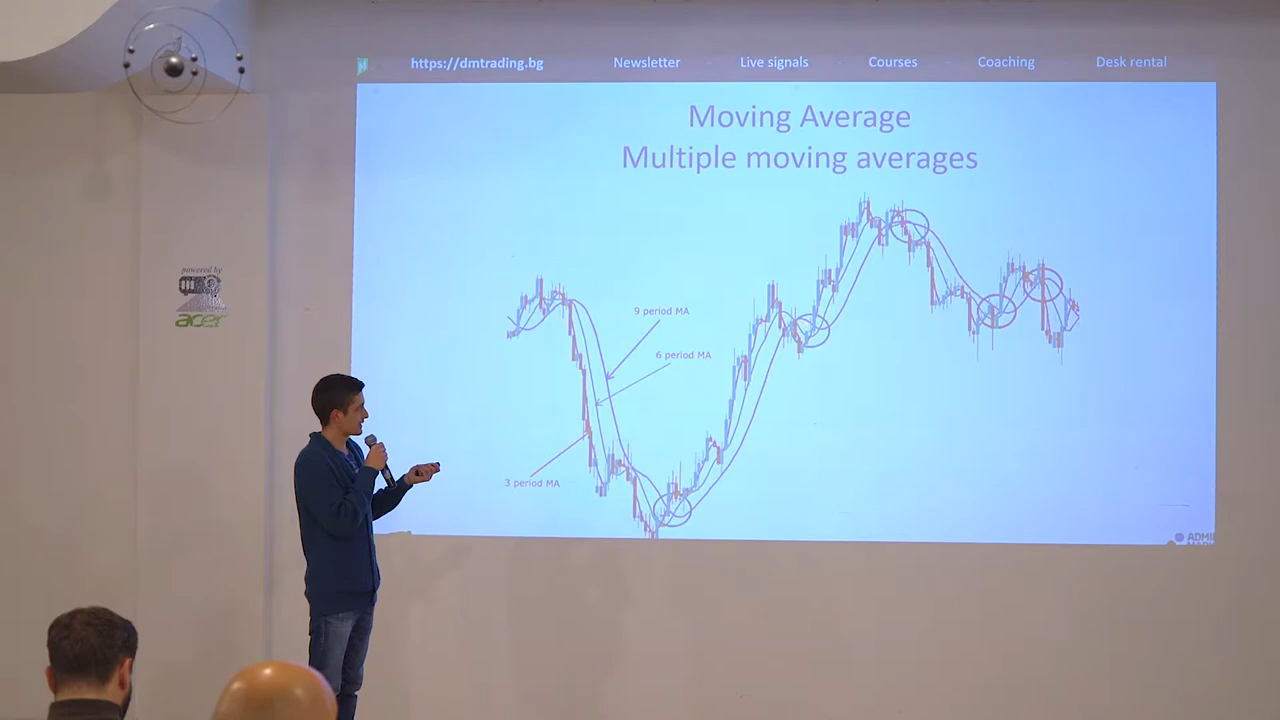 https://dmtrading.bg Newsletter - Live signals - Courses - Coaching - Desk rental
Moving Average
Multiple moving averages
powered by
acer
9 period MA
6 period MA
3 period MA